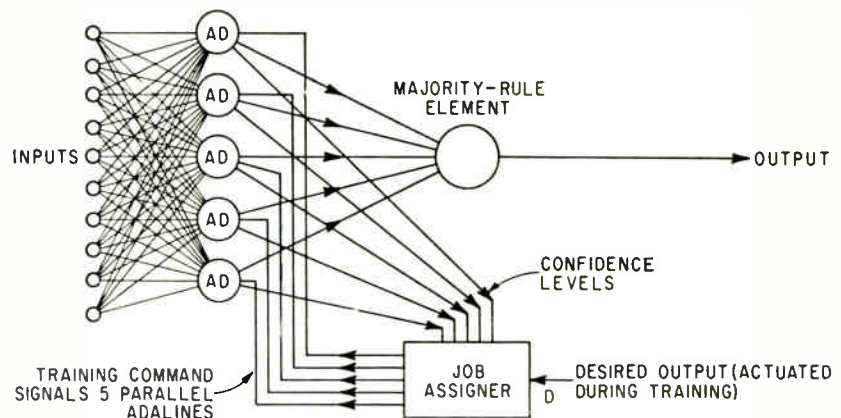 AD
AD
AD
AD
AD
MAJORITY-RULE
ELEMENT
INPUTS
OUTPUT
CONFIDENCE
LEVELS
TRAINING COMMAND
SIGNALS 5 PARALLEL
ADALINES
JOB
ASSIGNER
D
DESIRED OUTPUT (ACTUATED
DURING TRAINING)